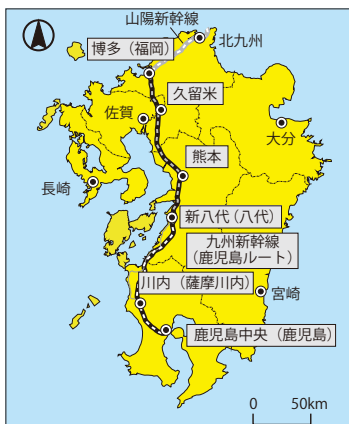 山陽新幹線
北九州
博多（福岡）
久留米
佐賀
大分
熊本
長崎
新八代（八代）
九州新幹線
（鹿児島ルート）
川内（薩摩川内）
宮崎
鹿児島中央（鹿児島）
0 50km